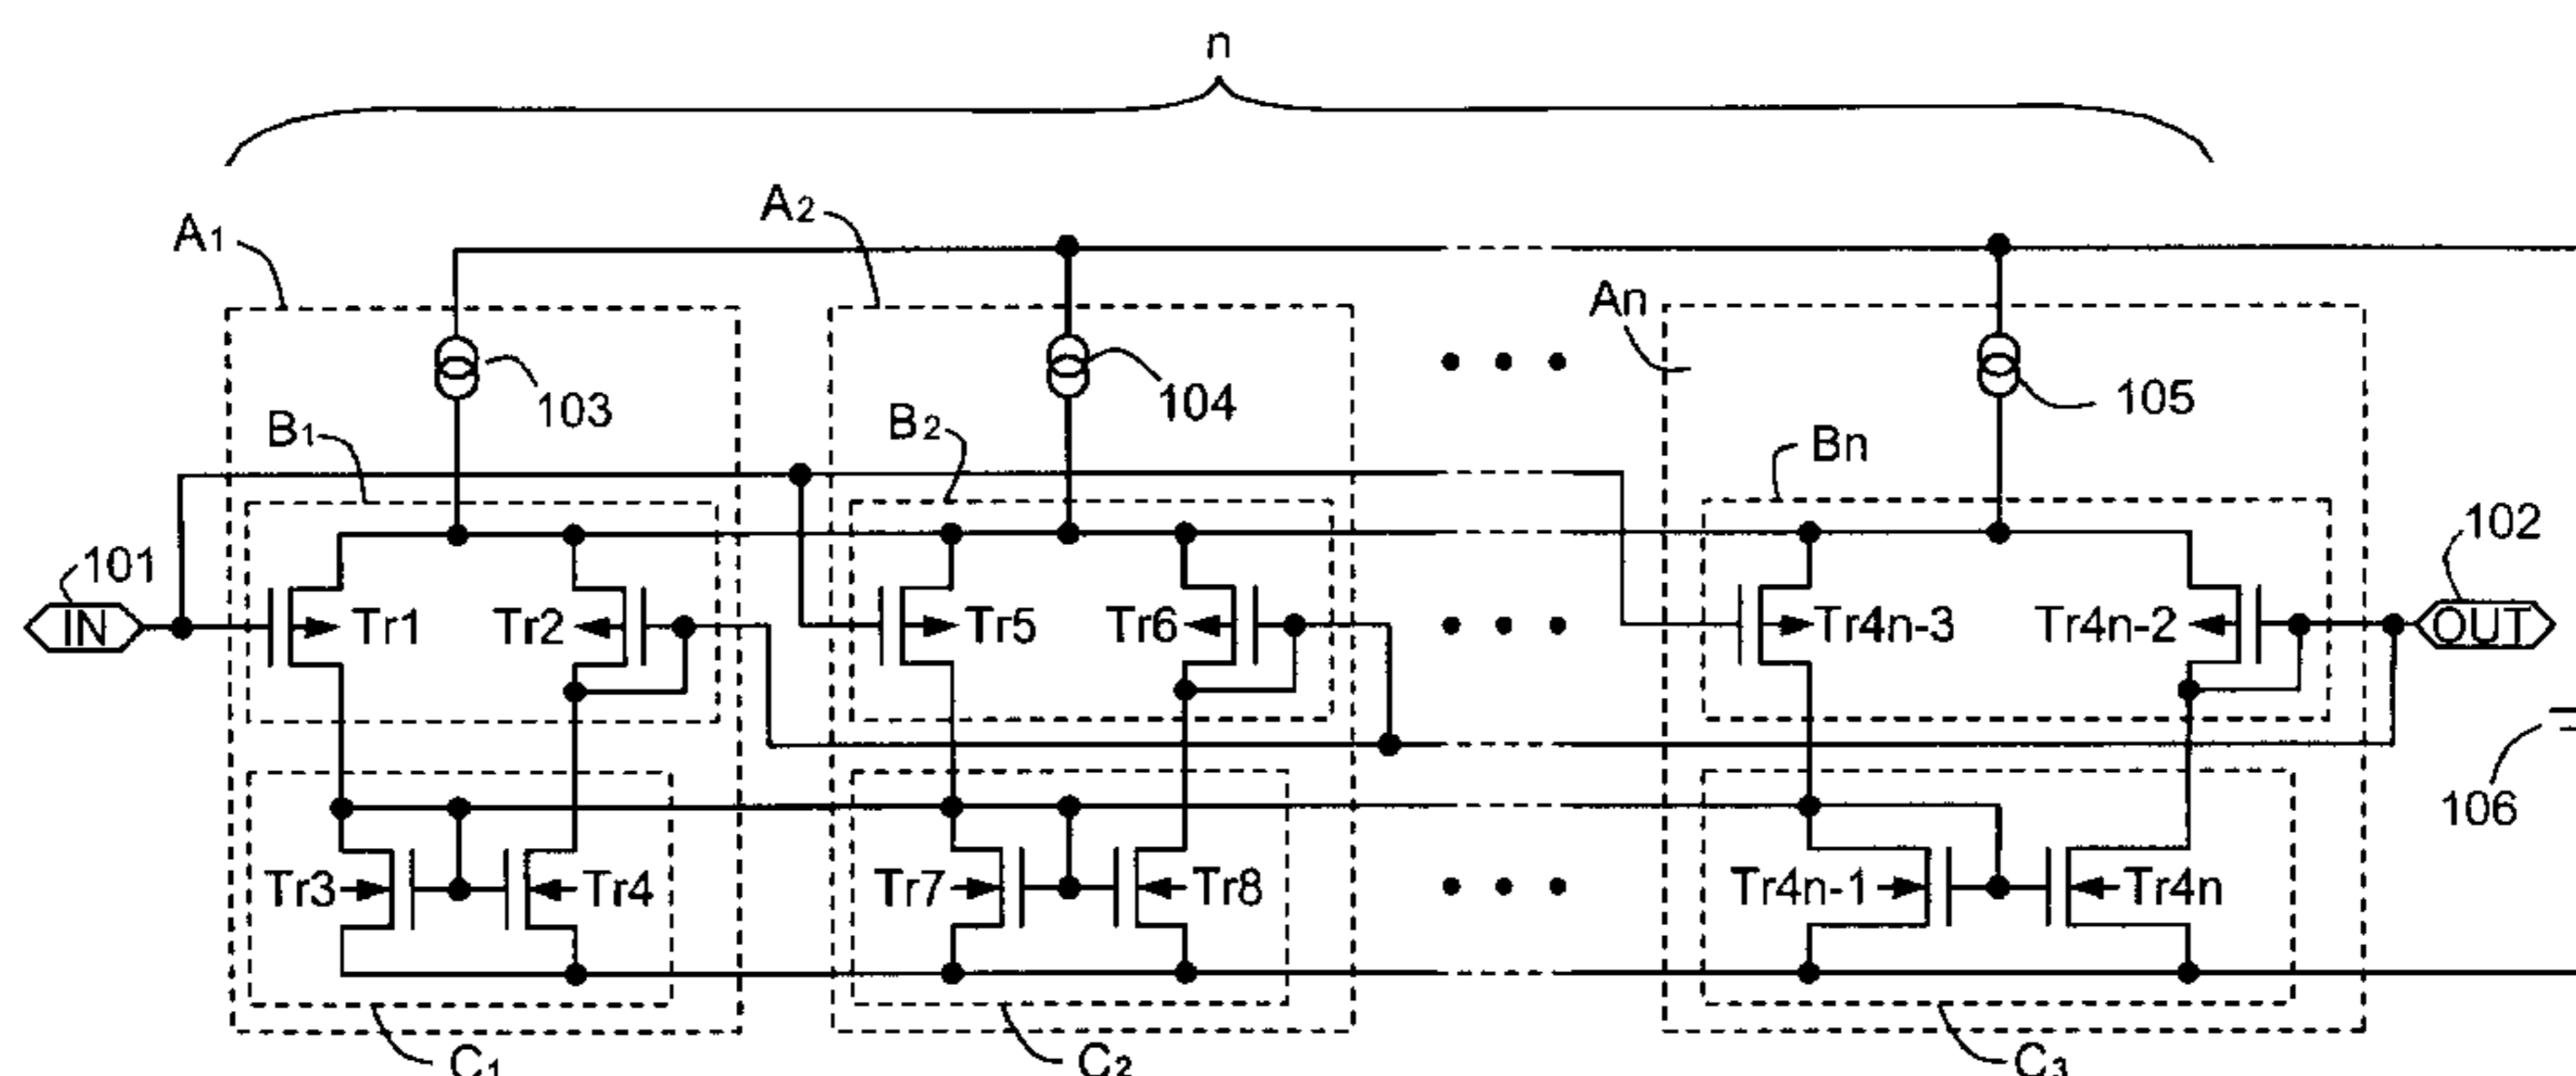 n
A1
A2
An
103
104
105
B1
B2
Bn
101
102
IN
Tr1
Tr2
Tr5
Tr6
Tr4n-3
Tr4n-2
OUT
106
Tr3
Tr4
Tr7
Tr8
Tr4n-1
Tr4n
C1
C2
C3